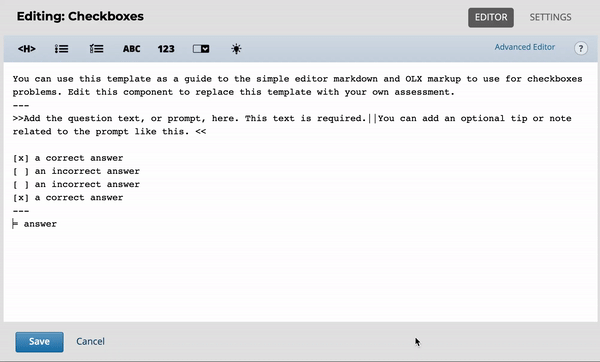 Editing: Checkboxes
EDITOR
SETTINGS
<H>
ABC
123
Advanced Editor
?
You can use this template as a guide to the simple editor markdown and OLX markup to use for checkboxes
problems. Edit this component to replace this template with your own assessment.
---
>>Add the question text, or prompt, here. This text is required.||You can add an optional tip or note
related to the prompt like this. <<
[x] a correct answer
[ ] an incorrect answer
[ ] an incorrect answer
[x] a correct answer
---
= answer
Save
Cancel